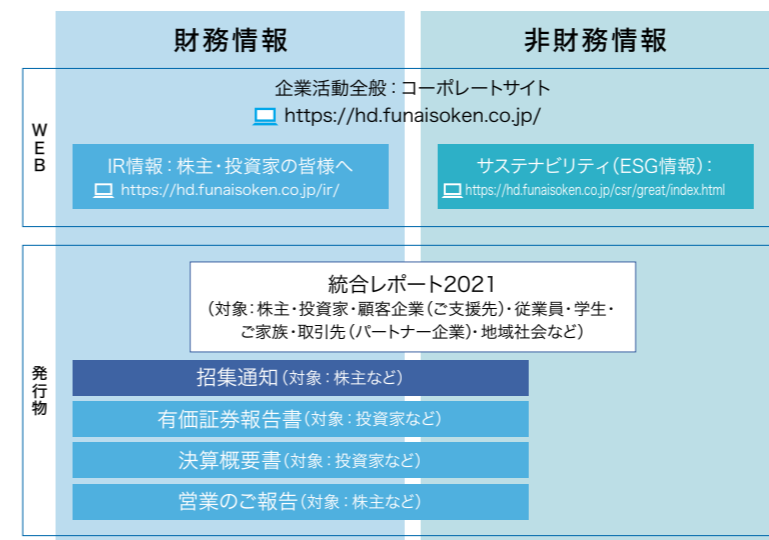 財務情報
非財務情報
WEB
企業活動全般：コーポレートサイト
https://hd.funaisoken.co.jp/
IR情報：株主・投資家の皆様へ
https://hd.funaisoken.co.jp/ir/
サステナビリティ（ESG情報）：
https://hd.funaisoken.co.jp/csr/great/index.html
発行物
統合レポート2021
（対象：株主・投資家・顧客企業（ご支援先）・従業員・学生・
ご家族・取引先（パートナー企業）・地域社会など）
招集通知（対象：株主など）
有価証券報告書（対象：投資家など）
決算概要書（対象：投資家など）
営業のご報告（対象：株主など）